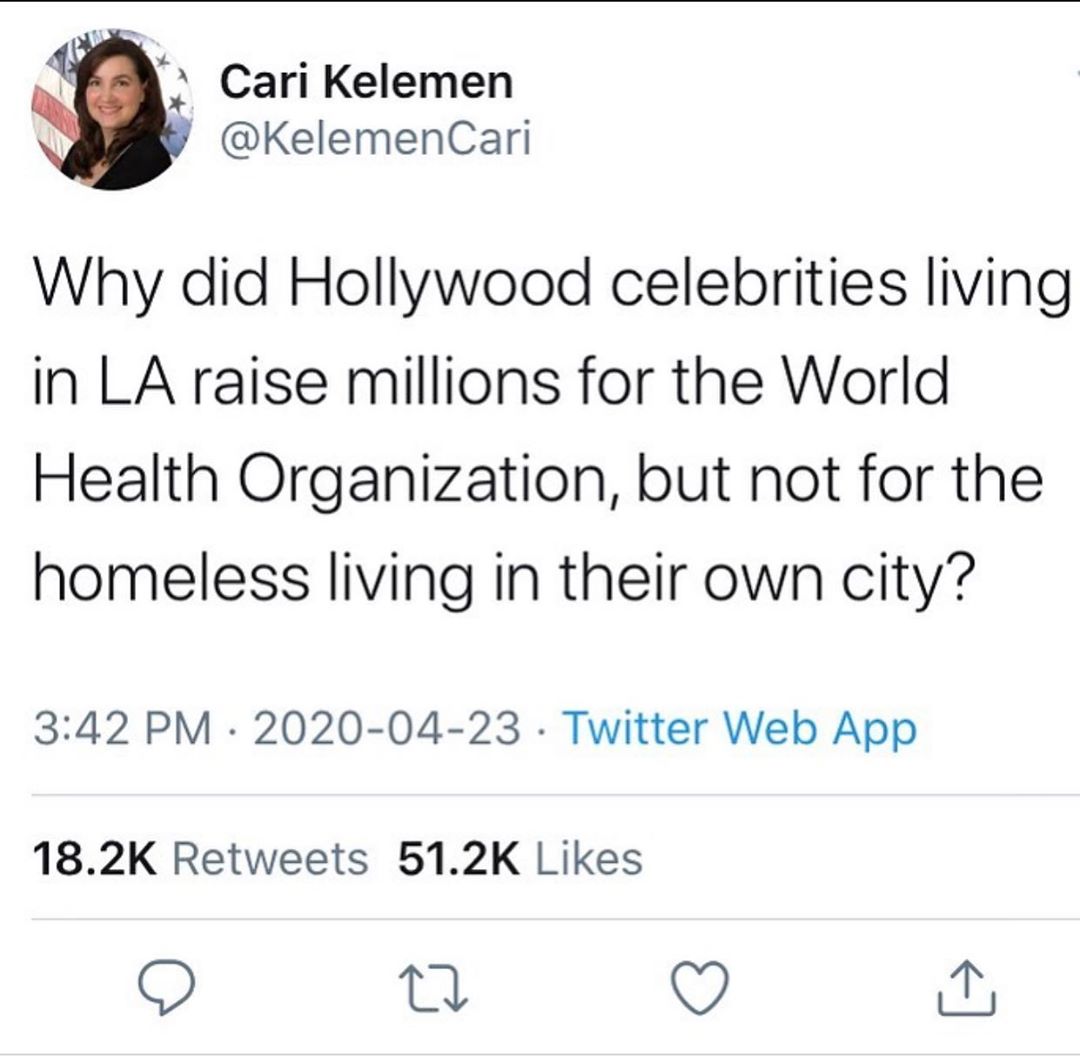 Cari Kelemen
@KelemenCari
Why did Hollywood celebrities living
in LA raise millions for the World
Health Organization, but not for the
homeless living in their own city?
3:42 PM · 2020-04-23 · Twitter Web App
18.2K Retweets 51.2K Likes